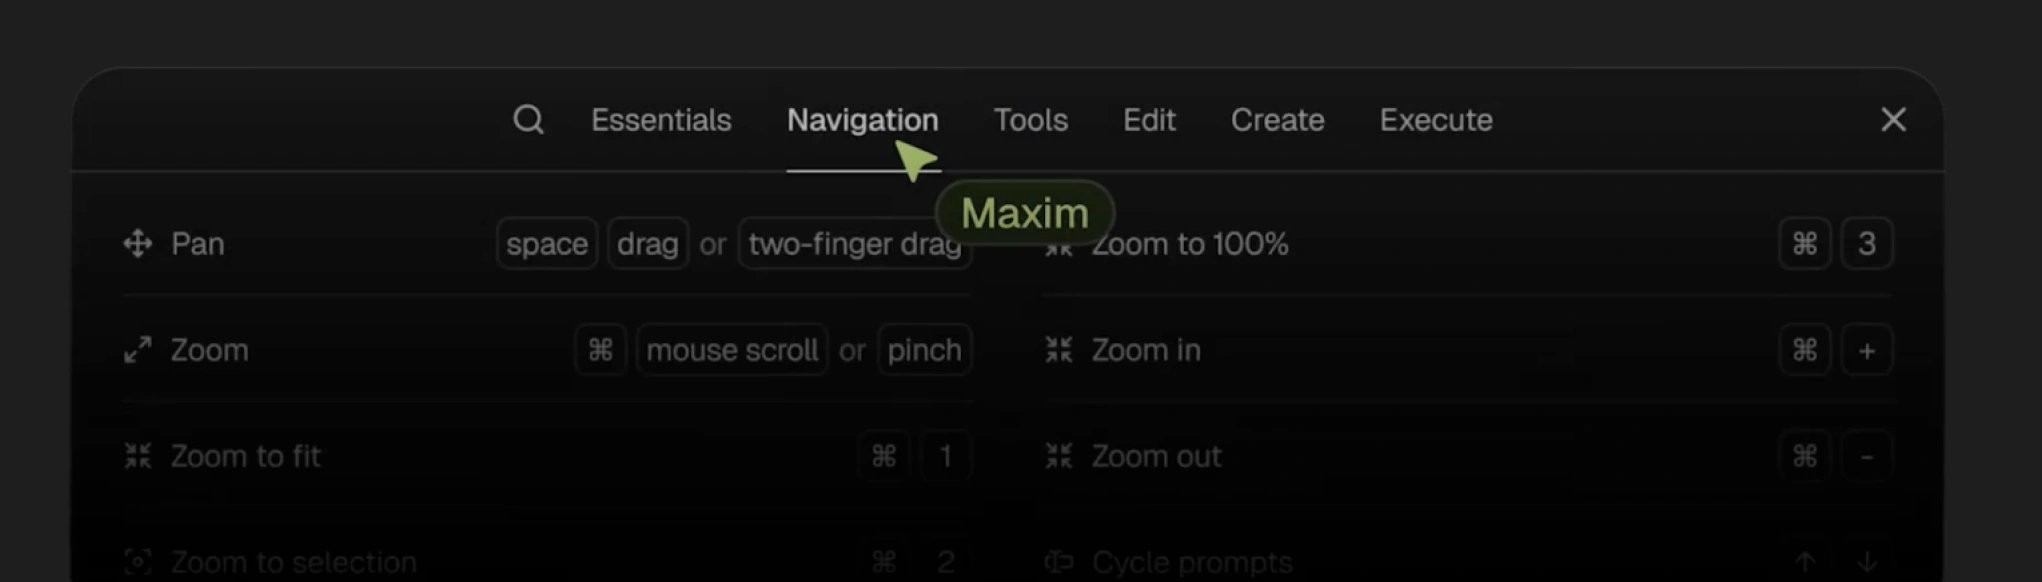 Essentials Navigation Tools Edit Create Execute
Maxim
Pan space drag or two-finger drag
Zoom to 100% ⌘ 3
Zoom ⌘ mouse scroll or pinch
Zoom in ⌘ +
Zoom to fit ⌘ 1
Zoom out ⌘ -
Zoom to selection ⌘ 2
Cycle prompts ↑ ↓